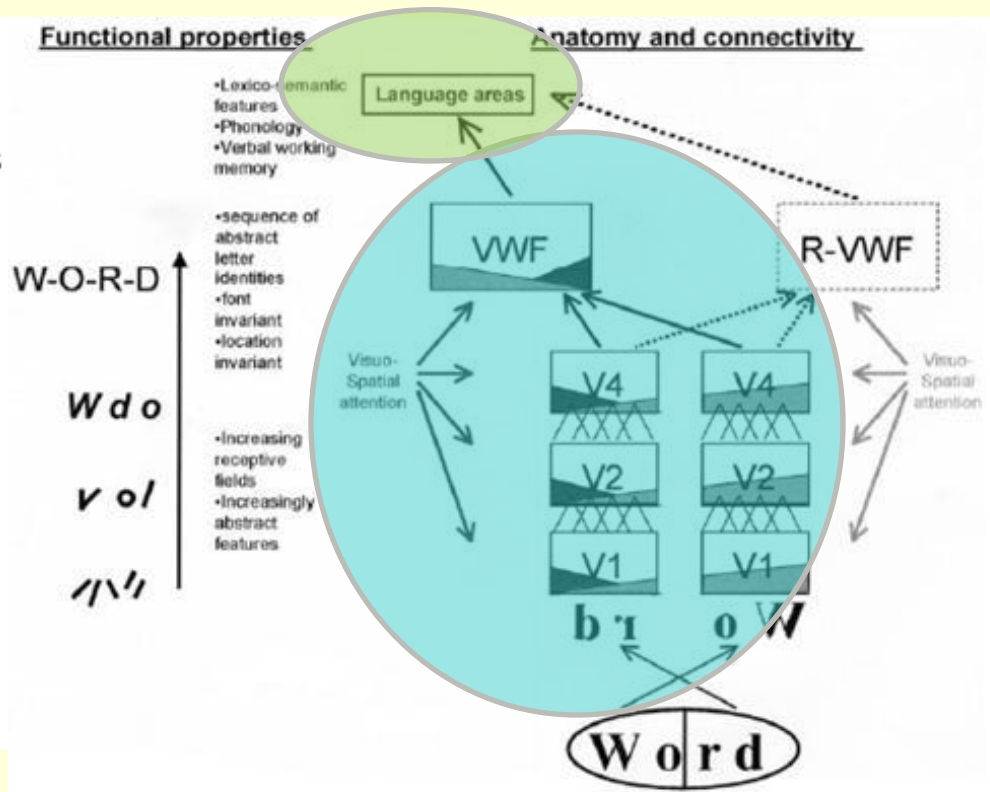 Functional properties
Anatomy and connectivity
•Lexico-semantic
features
•Phonology
•Verbal working
memory
Language areas
•sequence of
abstract
letter
identities
•font
invariant
•location
invariant
W-O-R-D
VWF
R-VWF
Visuo-
Spatial
attention
Visuo-
Spatial
attention
W d o
V4
V4
•Increasing
receptive
fields
•Increasingly
abstract
features
v o l
V2
V2
V1
V1
o W
W o r d